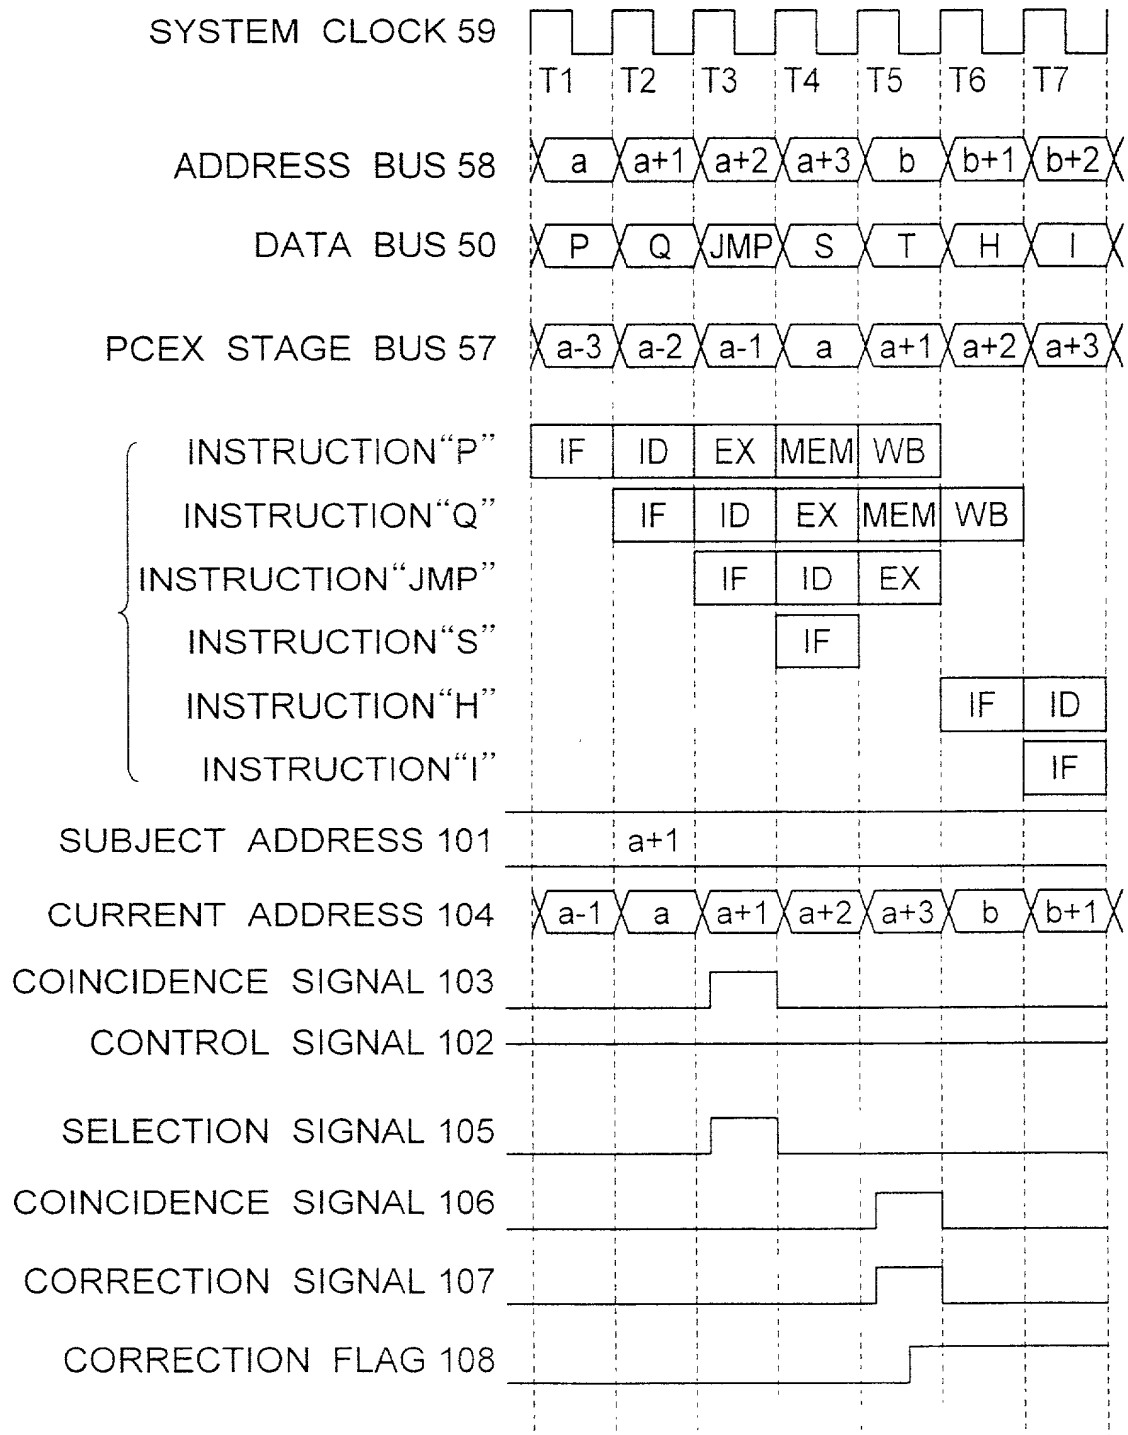 SYSTEM CLOCK 59
T1 T2 T3 T4 T5 T6 T7
ADDRESS BUS 58 a a+1 a+2 a+3 b b+1 b+2
DATA BUS 50 P Q JMP S T H I
PCEX STAGE BUS 57 a-3 a-2 a-1 a a+1 a+2 a+3
INSTRUCTION“P” IF ID EX MEM WB
INSTRUCTION“Q” IF ID EX MEM WB
INSTRUCTION“JMP” IF ID EX
INSTRUCTION“S” IF
INSTRUCTION“H” IF ID
INSTRUCTION“I” IF
SUBJECT ADDRESS 101 a+1
CURRENT ADDRESS 104 a-1 a a+1 a+2 a+3 b b+1
COINCIDENCE SIGNAL 103
CONTROL SIGNAL 102
SELECTION SIGNAL 105
COINCIDENCE SIGNAL 106
CORRECTION SIGNAL 107
CORRECTION FLAG 108